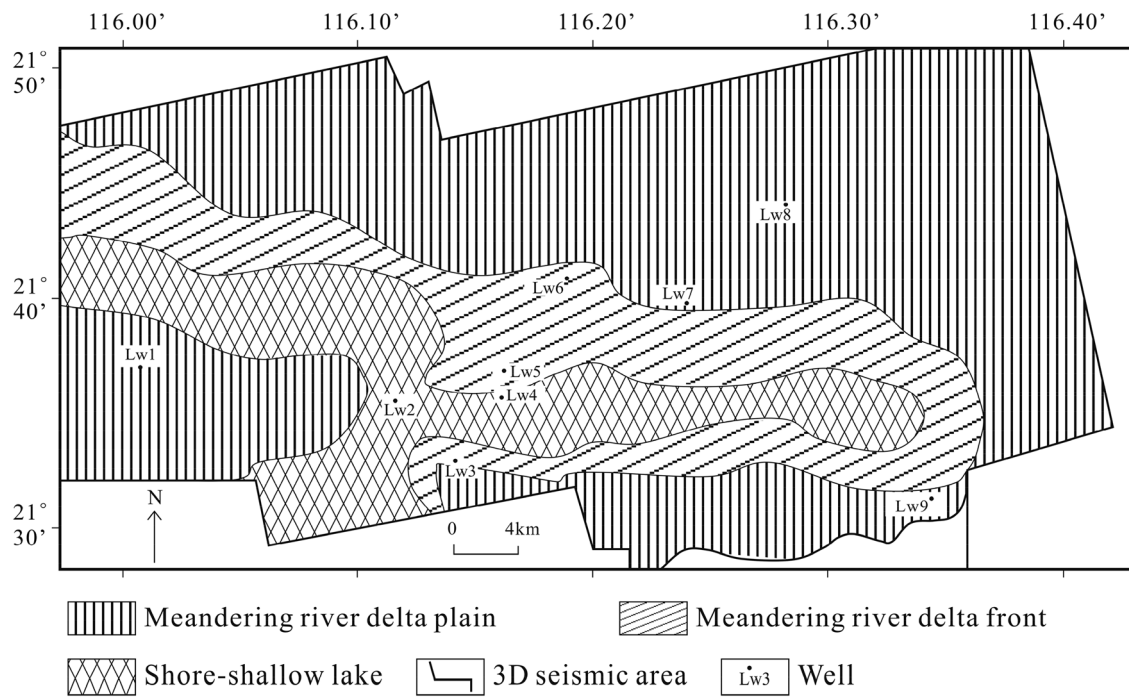 116.00’ 116.10’ 116.20’ 116.30’ 116.40’
21°
50’
Lw8
Lw6
Lw7
21°
40’
Lw1
Lw5
Lw4
Lw2
Lw3
N
Lw9
21°
30’
0 4km
Meandering river delta plain
Meandering river delta front
Shore-shallow lake
3D seismic area
Lw3
Well